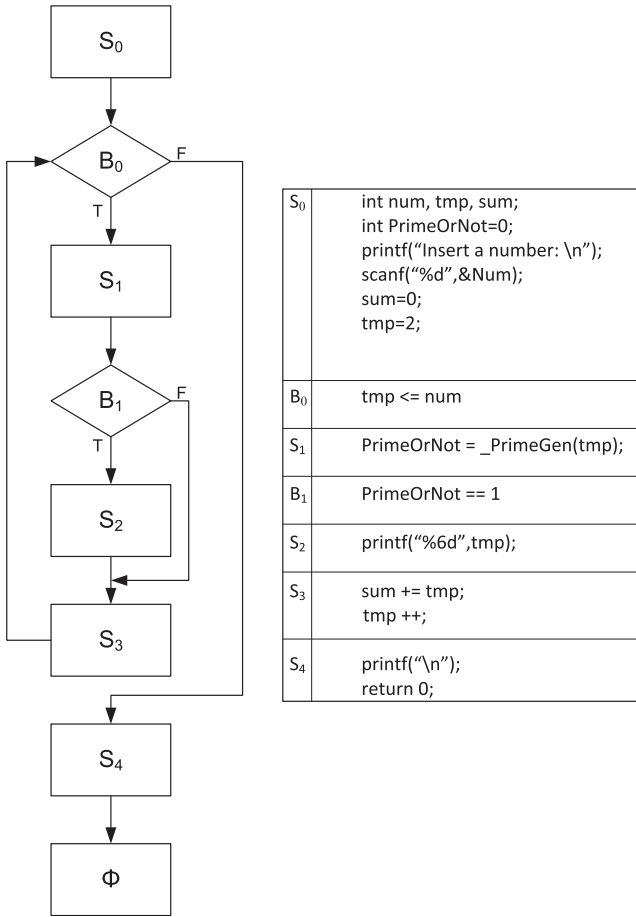 S0
B0
F
T
S1
B1
F
T
S2
S3
S4
Φ
S0 int num, tmp, sum;
int PrimeOrNot=0;
printf(“Insert a number: \n”);
scanf(“%d”,&Num);
sum=0;
tmp=2;
B0 tmp <= num
S1 PrimeOrNot = _PrimeGen(tmp);
B1 PrimeOrNot == 1
S2 printf(“%6d”,tmp);
S3 sum += tmp;
tmp ++;
S4 printf(“\n”);
return 0;